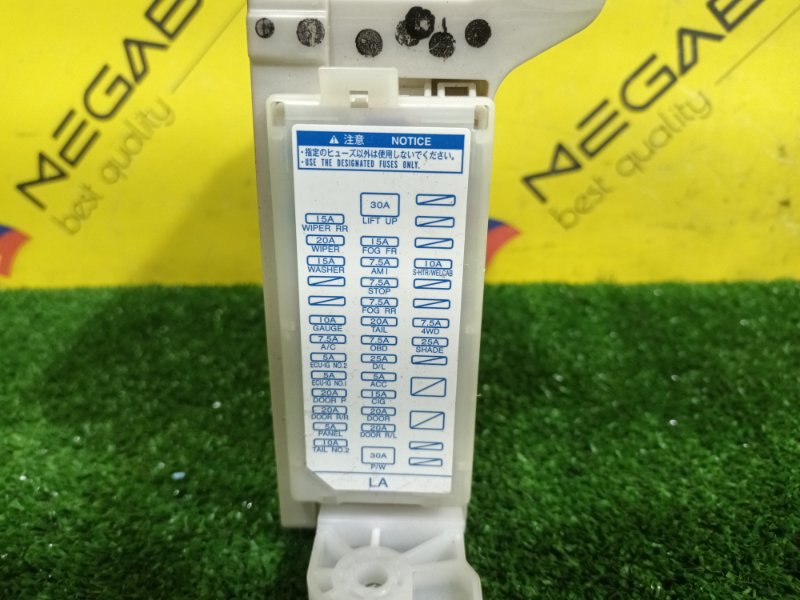 NEGAB
best quality
NEGAB
best quality
⚠ 注意 NOTICE
・指定のヒューズ以外は使用しないでください。
・USE THE DESIGNATED FUSES ONLY.
15A
WIPER RR
20A
WIPER
15A
WASHER
10A
GAUGE
7.5A
A/C
5A
ECU-IG NO.2
5A
ECU-IG NO.1
20A
DOOR P
20A
DOOR R/R
5A
PANEL
10A
TAIL NO.2
30A
LIFT UP
15A
FOG FR
7.5A
AM1
7.5A
STOP
7.5A
FOG RR
20A
TAIL
7.5A
OBD
25A
D/L
5A
ACC
15A
CIG
20A
DOOR
20A
DOOR R/L
30A
P/W
10A
S-HTR/WELCAB
7.5A
4WD
25A
SHADE
LA